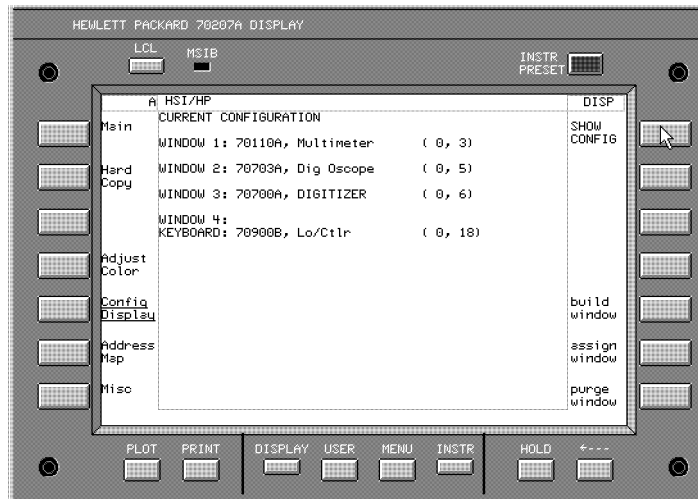 HEWLETT PACKARD 70207A DISPLAY
LCL
MSIB
INSTR
PRESET
A HSI/HP
DISP
CURRENT CONFIGURATION
WINDOW 1: 70110A, Multimeter ( 0, 3)
WINDOW 2: 70703A, Dig Oscope ( 0, 5)
WINDOW 3: 70700A, DIGITIZER ( 0, 6)
WINDOW 4:
KEYBOARD: 70900B, Lo/Ctlr ( 0, 18)
Main
Hard
Copy
Adjust
Color
Config
Display
Address
Map
Misc
SHOW
CONFIG
build
window
assign
window
purge
window
PLOT PRINT DISPLAY USER MENU INSTR HOLD ←---